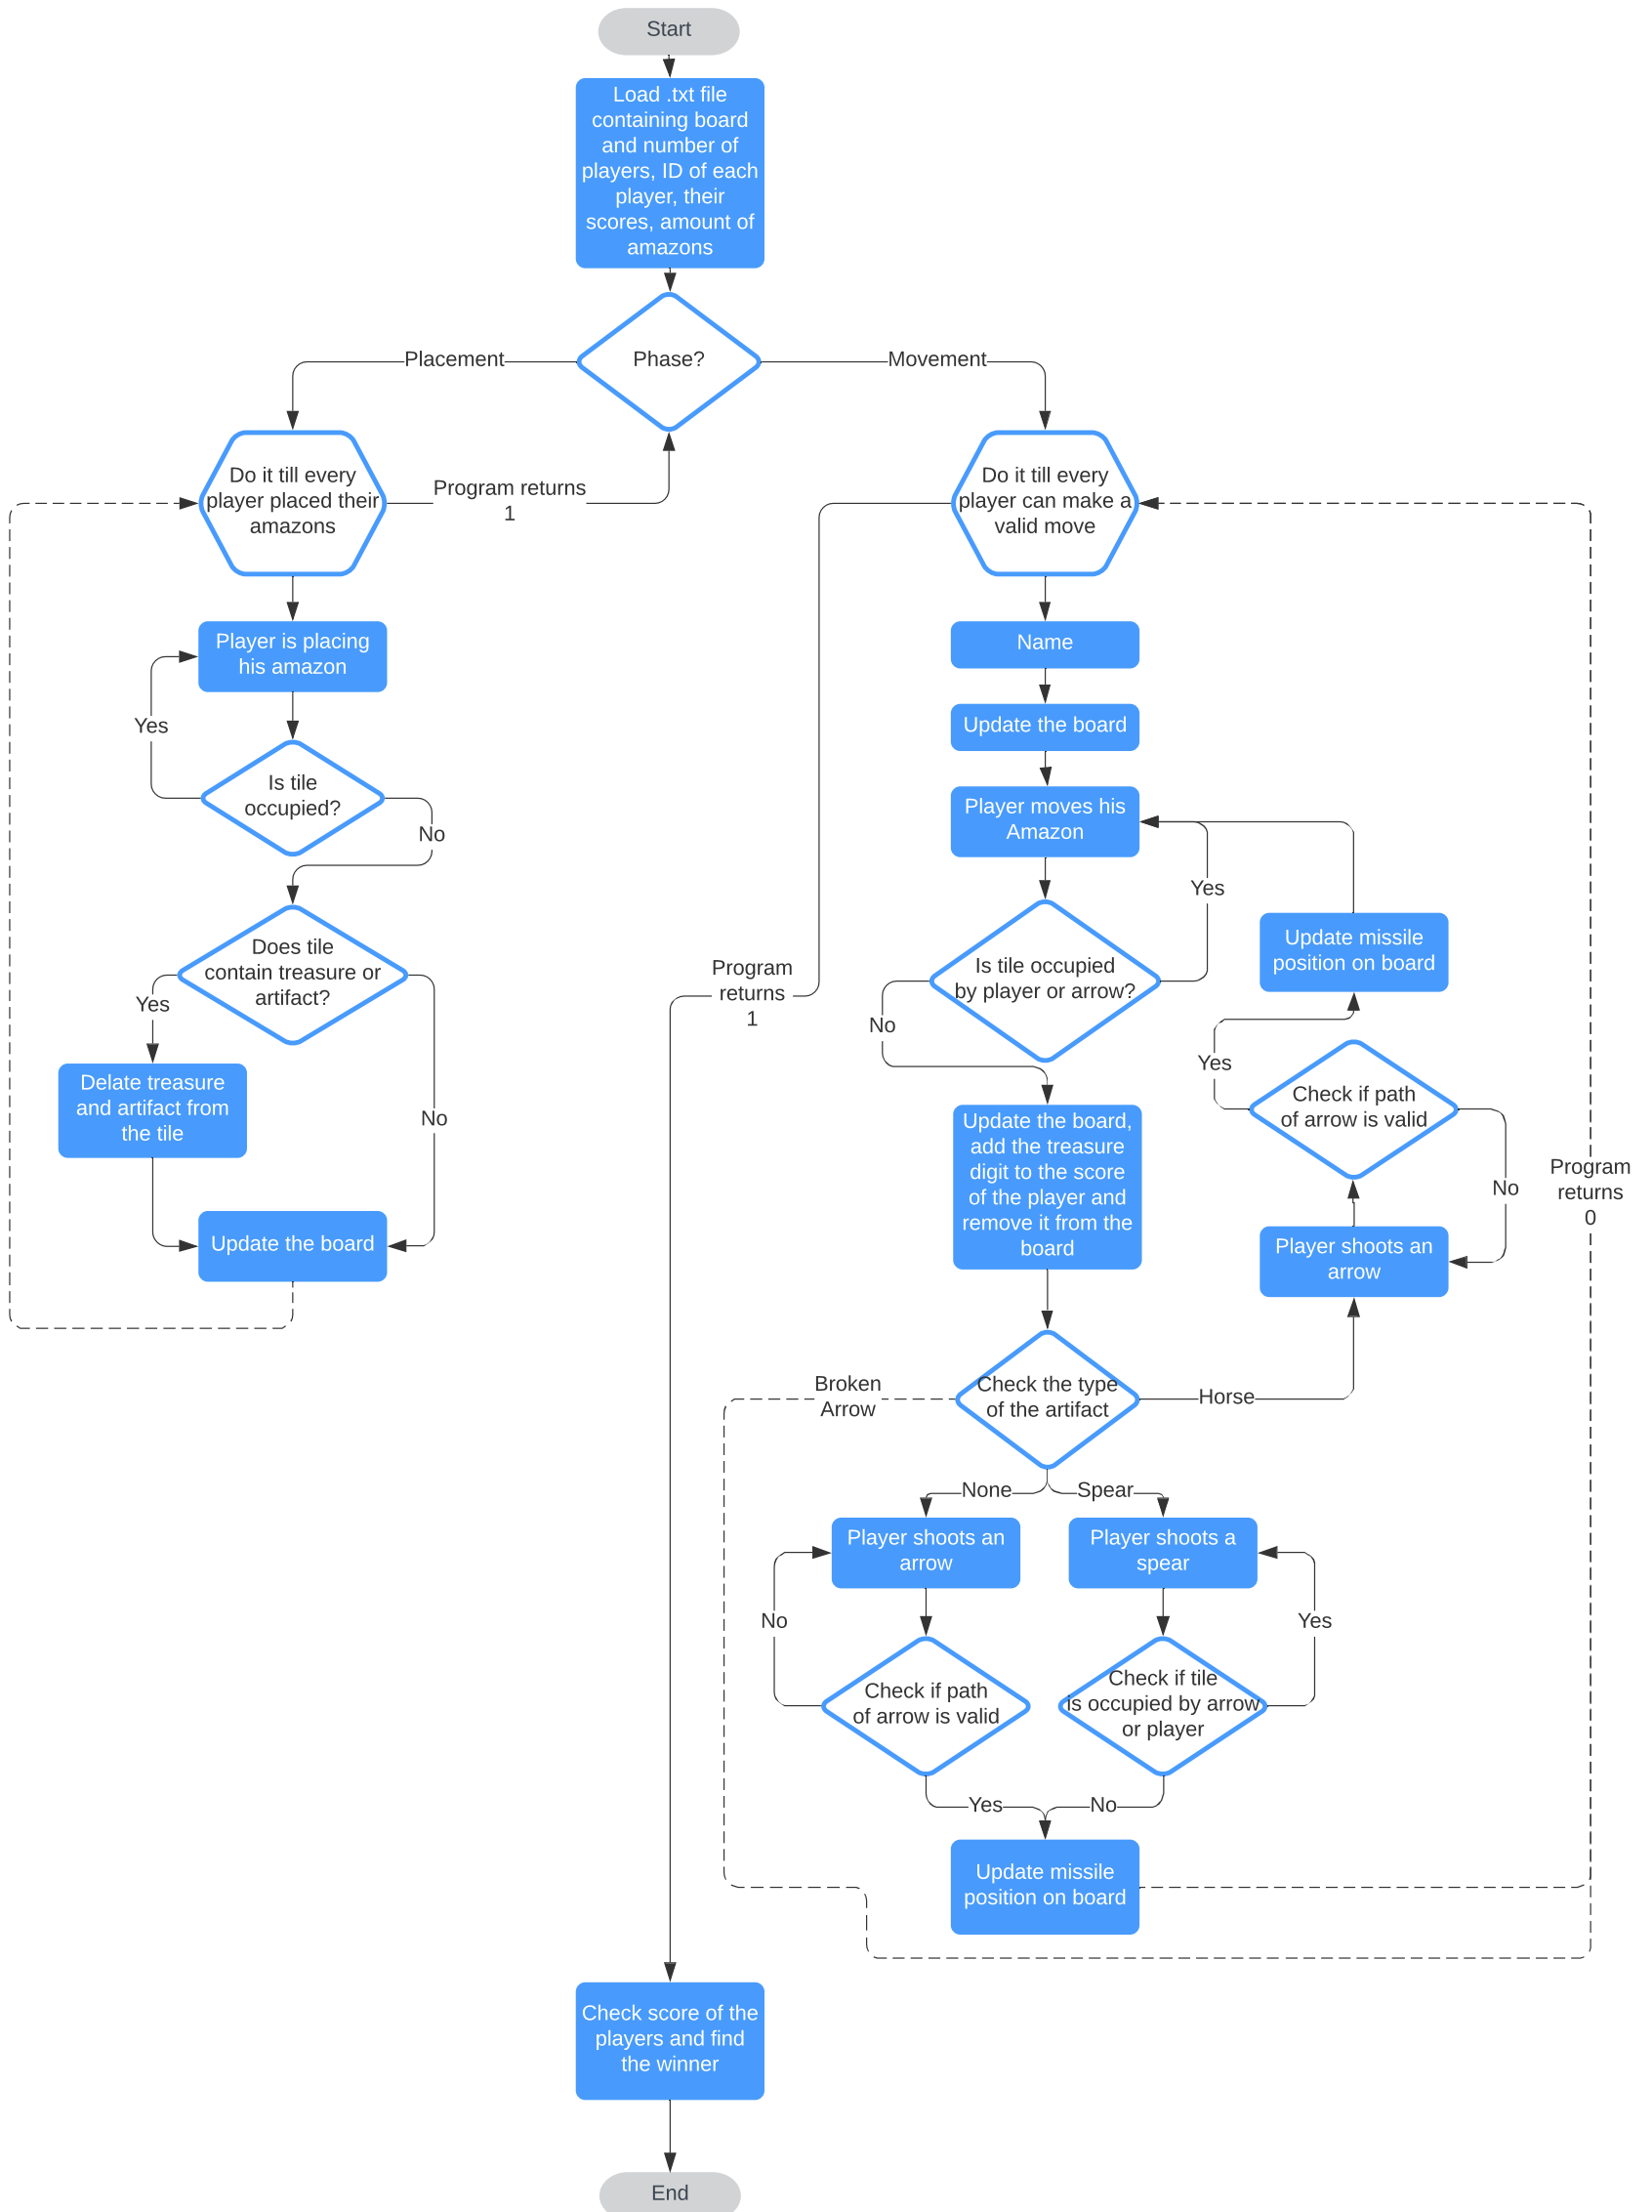 Start
Load .txt file
containing board
and number of
players, ID of each
player, their
scores, amount of
amazons
Phase?
Placement
Movement
Do it till every
player placed their
amazons
Program returns
1
Do it till every
player can make a
valid move
Player is placing
his amazon
Yes
Is tile
occupied?
No
Does tile
contain treasure or
artifact?
Yes
Delate treasure
and artifact from
the tile
No
Update the board
Name
Update the board
Player moves his
Amazon
Yes
Is tile occupied
by player or arrow?
No
Program
returns
1
Update missile
position on board
Yes
Check if path
of arrow is valid
No
Program
returns
0
Update the board,
add the treasure
digit to the score
of the player and
remove it from the
board
Player shoots an
arrow
Broken
Arrow
Check the type
of the artifact
Horse
None
Spear
Player shoots an
arrow
Player shoots a
spear
No
Yes
Check if path
of arrow is valid
Check if tile
is occupied by arrow
or player
Yes
No
Update missile
position on board
Check score of the
players and find
the winner
End